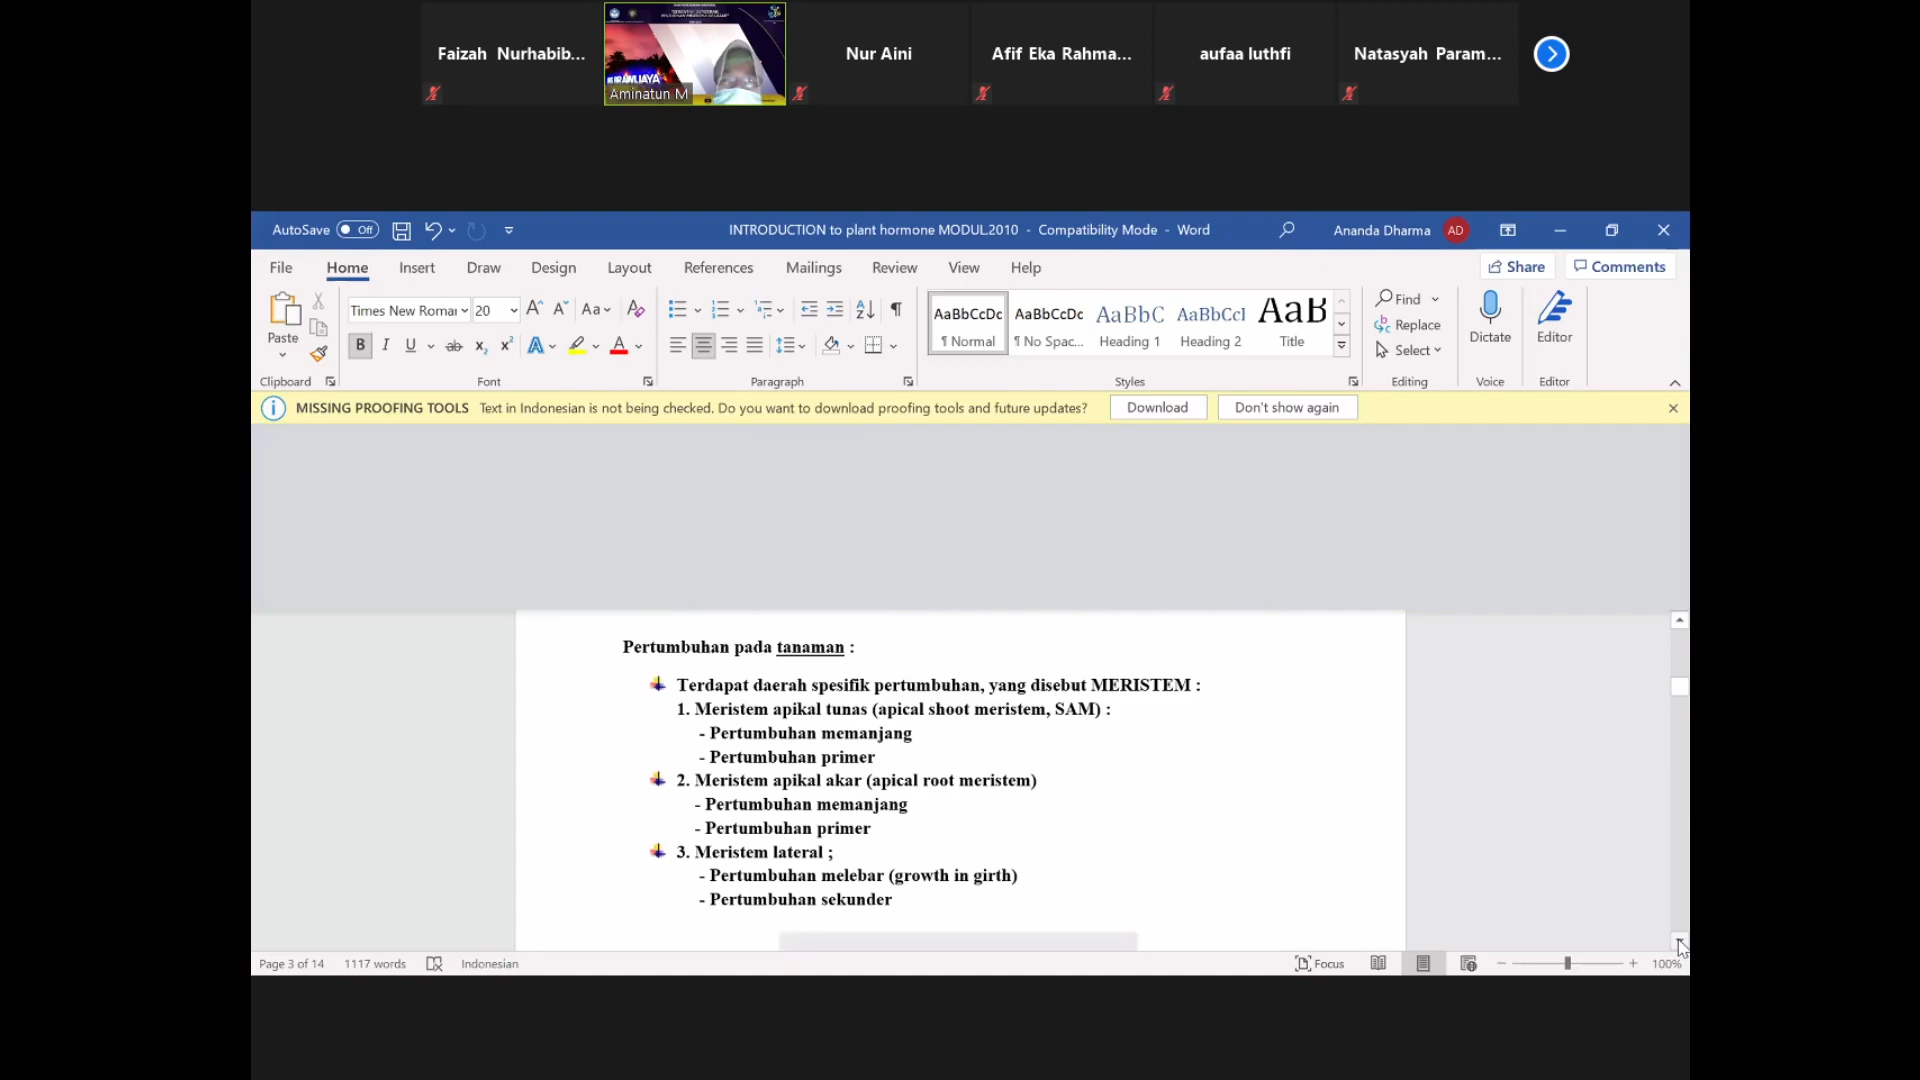 Faizah Nurhabib...
Aminatun M
Nur Aini
Afif Eka Rahma...
aufaa luthfi
Natasyah Param...
AutoSave Off
INTRODUCTION to plant hormone MODUL.2010 - Compatibility Mode - Word
Ananda Dharma AD
File Home Insert Draw Design Layout References Mailings Review View Help
Share Comments
Paste
Clipboard
Times New Romai 20
Font
Paragraph
AaBbCcDc AaBbCcDc AaBbC AaBbCcI AaB
¶ Normal ¶ No Spac... Heading 1 Heading 2 Title
Styles
Find
Replace
Select
Editing
Dictate
Voice
Editor
Editor
MISSING PROOFING TOOLS Text in Indonesian is not being checked. Do you want to download proofing tools and future updates? Download Don't show again
Pertumbuhan pada tanaman :
Terdapat daerah spesifik pertumbuhan, yang disebut MERISTEM :
1. Meristem apikal tunas (apical shoot meristem, SAM) :
- Pertumbuhan memanjang
- Pertumbuhan primer
2. Meristem apikal akar (apical root meristem)
- Pertumbuhan memanjang
- Pertumbuhan primer
3. Meristem lateral ;
- Pertumbuhan melebar (growth in girth)
- Pertumbuhan sekunder
Page 3 of 14 1117 words Indonesian
Focus
100%